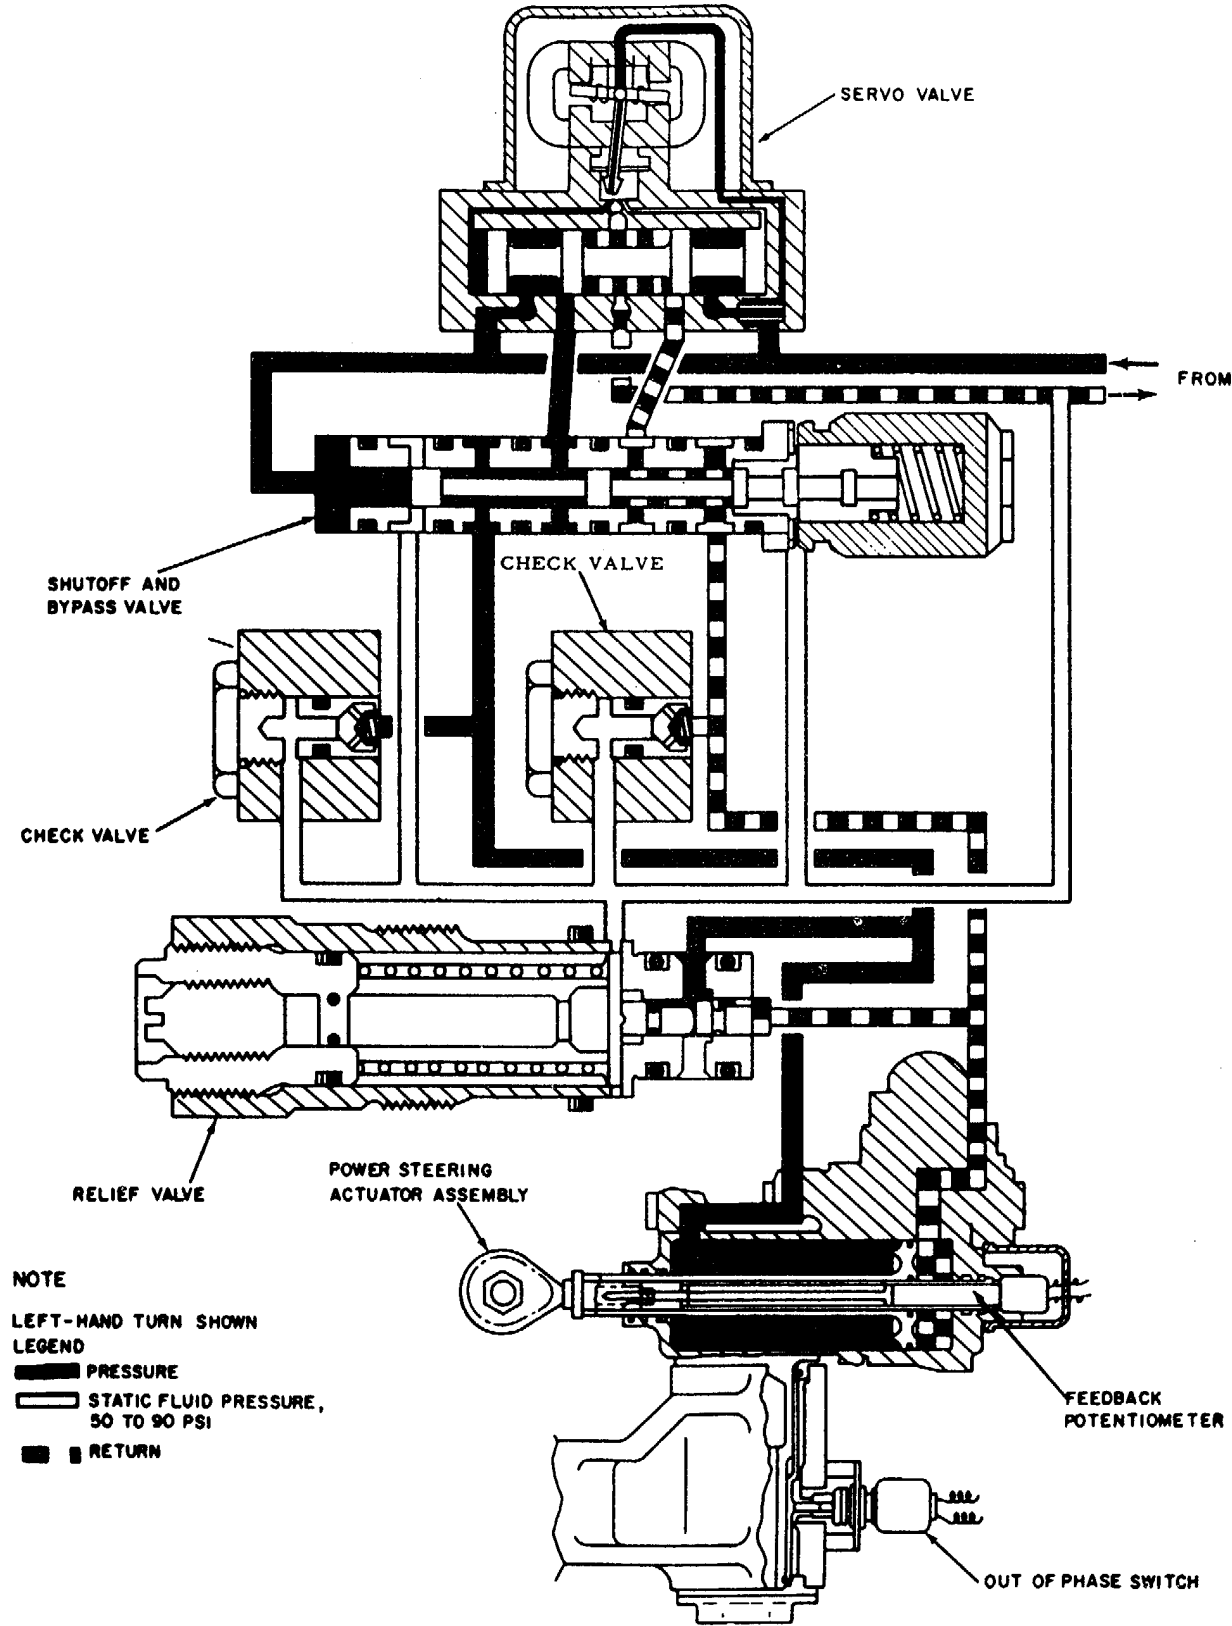 SERVO VALVE
FROM
SHUTOFF AND
BYPASS VALVE
CHECK VALVE
CHECK VALVE
RELIEF VALVE
POWER STEERING
ACTUATOR ASSEMBLY
NOTE
LEFT-HAND TURN SHOWN
LEGEND
PRESSURE
STATIC FLUID PRESSURE,
50 TO 90 PSI
RETURN
FEEDBACK
POTENTIOMETER
OUT OF PHASE SWITCH